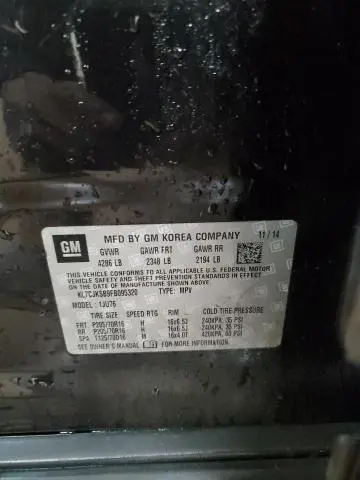 GM
MFD BY GM KOREA COMPANY 11/14
GVWR GAWR FRT GAWR RR
4286 LB 2348 LB 2194 LB
THIS VEHICLE CONFORMS TO ALL APPLICABLE U.S. FEDERAL MOTOR
VEHICLE SAFETY AND THEFT PREVENTION STANDARDS IN EFFECT
ON THE DATE OF MANUFACTURE SHOWN ABOVE.
TYPE: MPV
MODEL: 1JU76
TIRE SIZE SPEED RTG RIM COLD TIRE PRESSURE
FRT P205/70R16 H 16x6.5J 240KPA, 35 PSI
RR P205/70R16 H 16x6.5J 240KPA, 35 PSI
SPA 16x4.0T 420KPA, 60 PSI
SEE OWNER'S MANUAL FOR ADDITIONAL INFORMATION